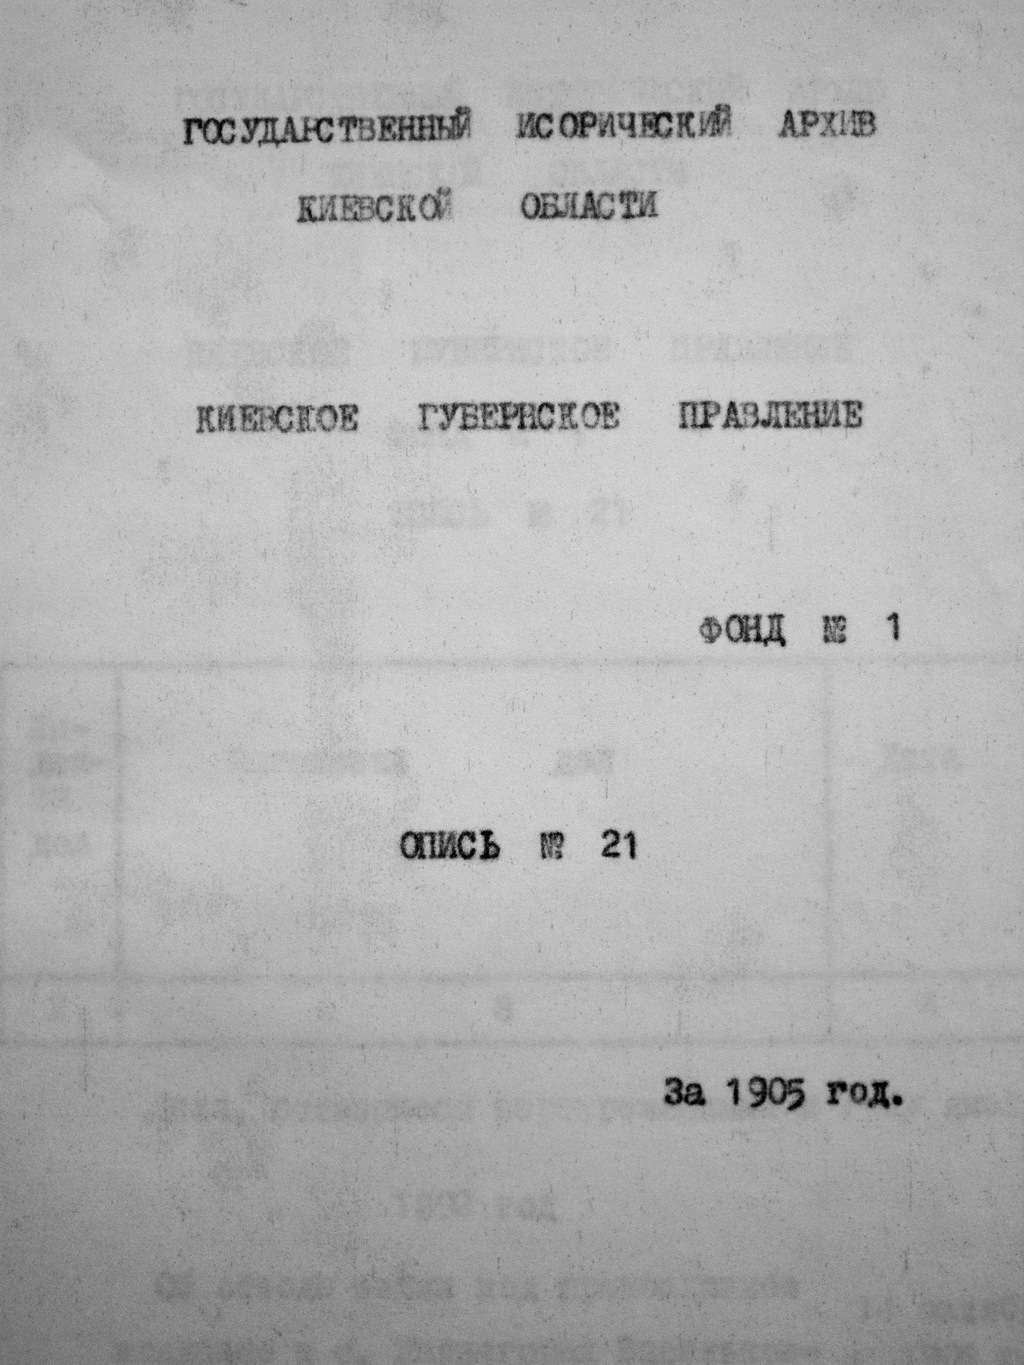 ГОСУДАРСТВЕННЫЙ ИСОРИЧЕСКИЙ АРХИВ
КИЕВСКОЙ ОБЛАСТИ
КИЕВСКОЕ ГУБЕРНСКОЕ ПРАВЛЕНИЕ
ФОНД № 1
ОПИСЬ № 21
За 1905 год.